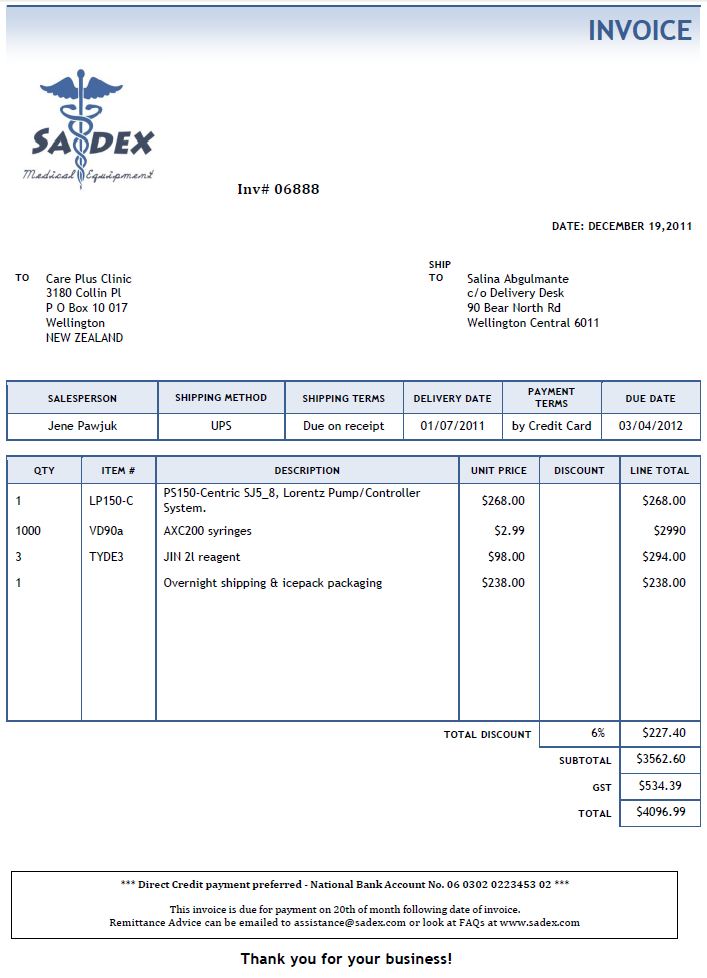 INVOICE
SADEX
Medical Equipment
Inv# 06888
DATE: DECEMBER 19,2011
TO
Care Plus Clinic
3180 Collin Pl
P O Box 10 017
Wellington
NEW ZEALAND
SHIP
TO
Salina Abgulmante
c/o Delivery Desk
90 Bear North Rd
Wellington Central 6011
SALESPERSON SHIPPING METHOD SHIPPING TERMS DELIVERY DATE PAYMENT TERMS DUE DATE
Jene Pawjuk UPS Due on receipt 01/07/2011 by Credit Card 03/04/2012
QTY ITEM # DESCRIPTION UNIT PRICE DISCOUNT LINE TOTAL
1 LP150-C PS150-Centric SJ5_8, Lorentz Pump/Controller System. $268.00 $268.00
1000 VD90a AXC200 syringes $2.99 $2990
3 TYDE3 JIN 2l reagent $98.00 $294.00
1 Overnight shipping & icepack packaging $238.00 $238.00
TOTAL DISCOUNT 6% $227.40
SUBTOTAL $3562.60
GST $534.39
TOTAL $4096.99
*** Direct Credit payment preferred - National Bank Account No. 06 0302 0223453 02 ***
This invoice is due for payment on 20th of month following date of invoice.
Remittance Advice can be emailed to assistance@sadex.com or look at FAQs at www.sadex.com
Thank you for your business!